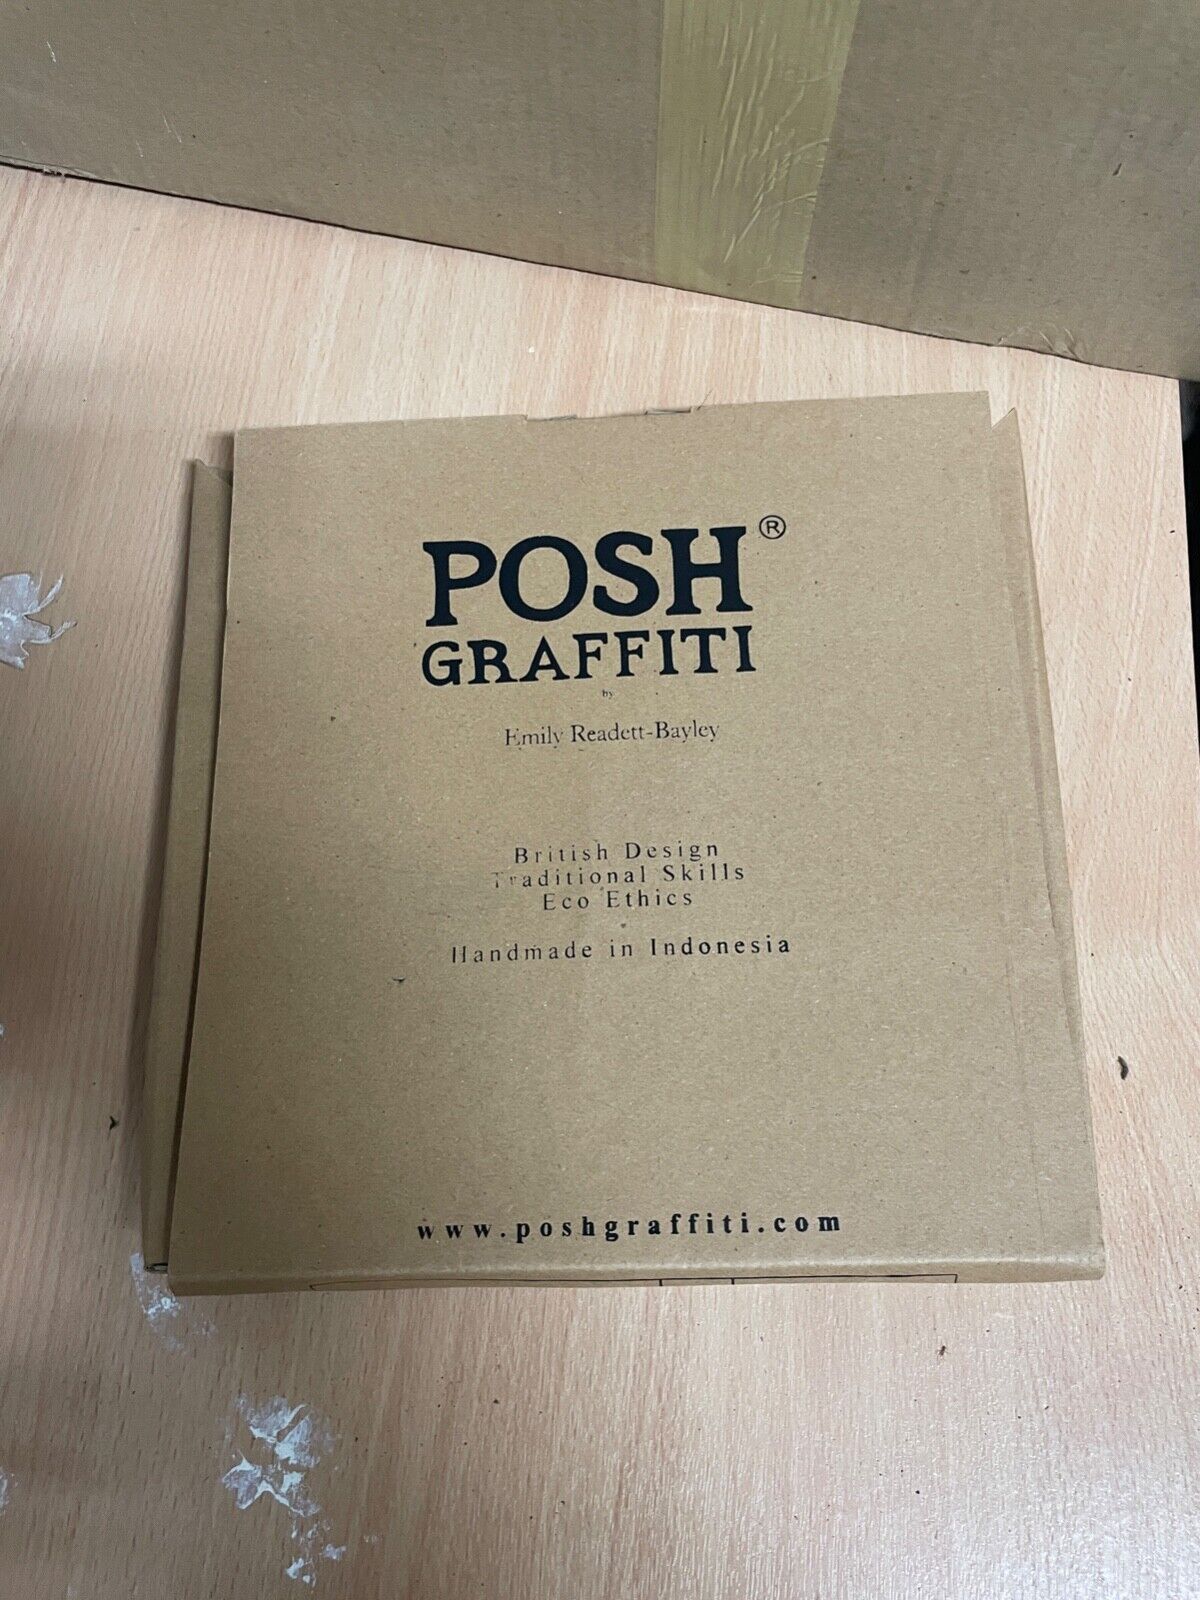 POSH®
GRAFFITI
by
Emily Readett-Bayley
British Design
Traditional Skills
Eco Ethics
Handmade in Indonesia
www.poshgraffiti.com